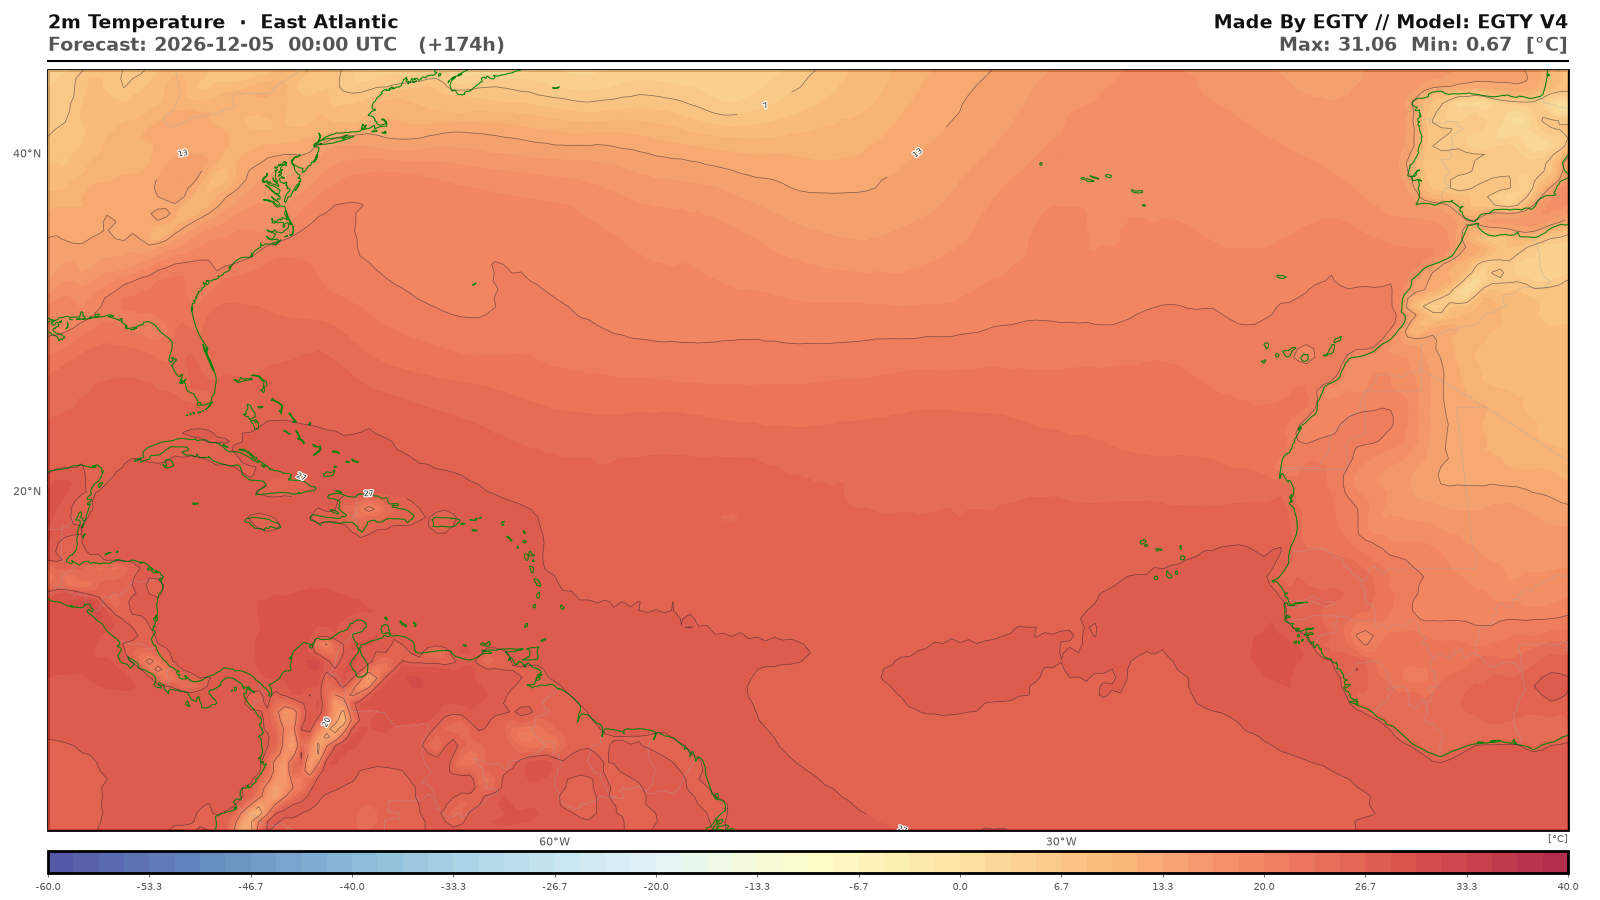 2m Temperature · East Atlantic
Made By EGTY // Model: EGTY V4
Forecast: 2026-12-05 00:00 UTC (+174h)
Max: 31.06 Min: 0.67 [°C]
7
13
13
40°N
20°N
27
27
20
60°W
30°W
[°C]
-60.0 -53.3 -46.7 -40.0 -33.3 -26.7 -20.0 -13.3 -6.7 0.0 6.7 13.3 20.0 26.7 33.3 40.0